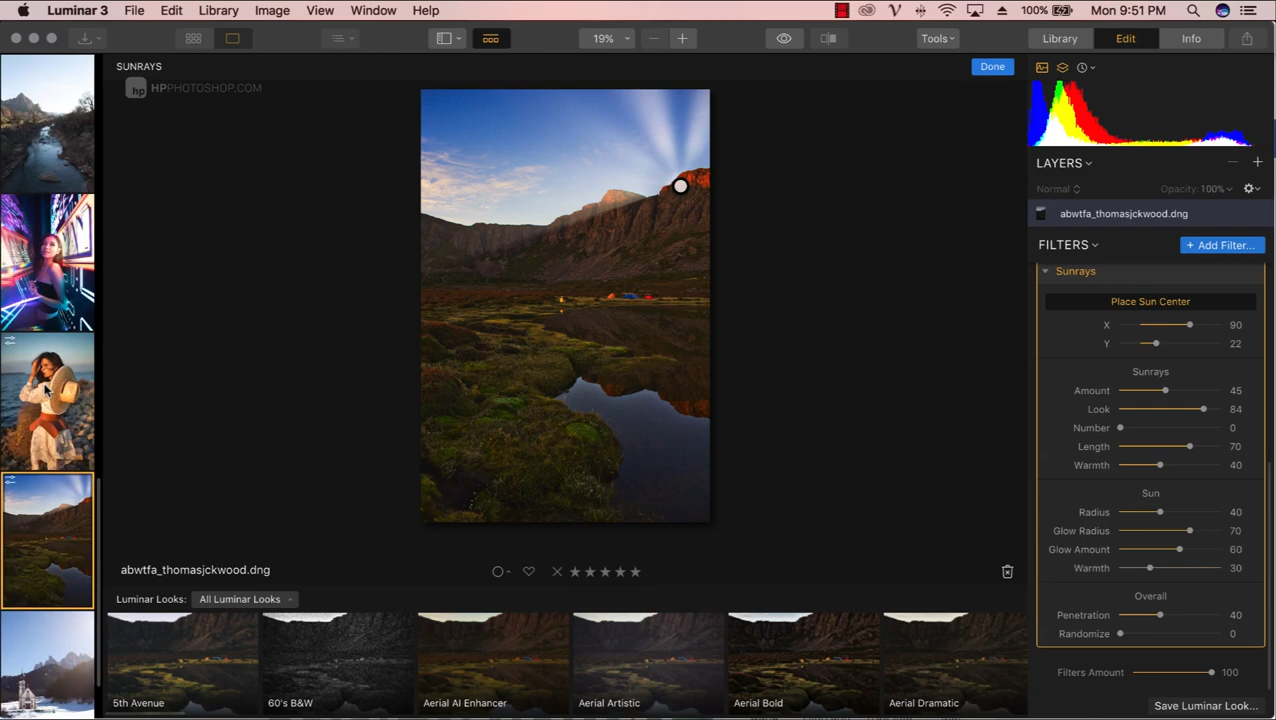 Luminar 3 File Edit Library Image View Window Help 100% Mon 9:51 PM
19% Tools Library Edit Info
SUNRAYS Done
hp HPPHOTOSHOP.COM
LAYERS
Normal Opacity: 100%
abwtfa_thomasjckwood.dng
FILTERS + Add Filter...
Sunrays
Place Sun Center
X 90
Y 22
Sunrays
Amount 45
Look 84
Number 0
Length 70
Warmth 40
Sun
Radius 40
Glow Radius 70
Glow Amount 60
Warmth 30
Overall
Penetration 40
Randomize 0
Filters Amount 100
Save Luminar Look...
abwtfa_thomasjckwood.dng
Luminar Looks: All Luminar Looks
5th Avenue 60's B&W Aerial AI Enhancer Aerial Artistic Aerial Bold Aerial Dramatic